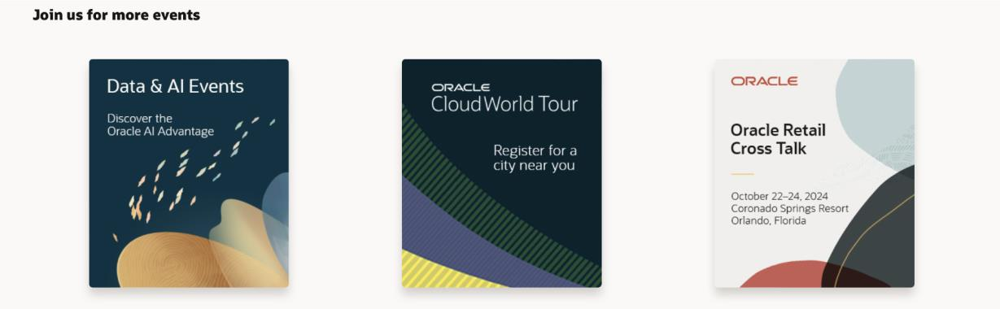 Join us for more events
Data & AI Events
Discover the
Oracle AI Advantage
ORACLE
CloudWorld Tour
Register for a
city near you
ORACLE
Oracle Retail
Cross Talk
October 22–24, 2024
Coronado Springs Resort
Orlando, Florida